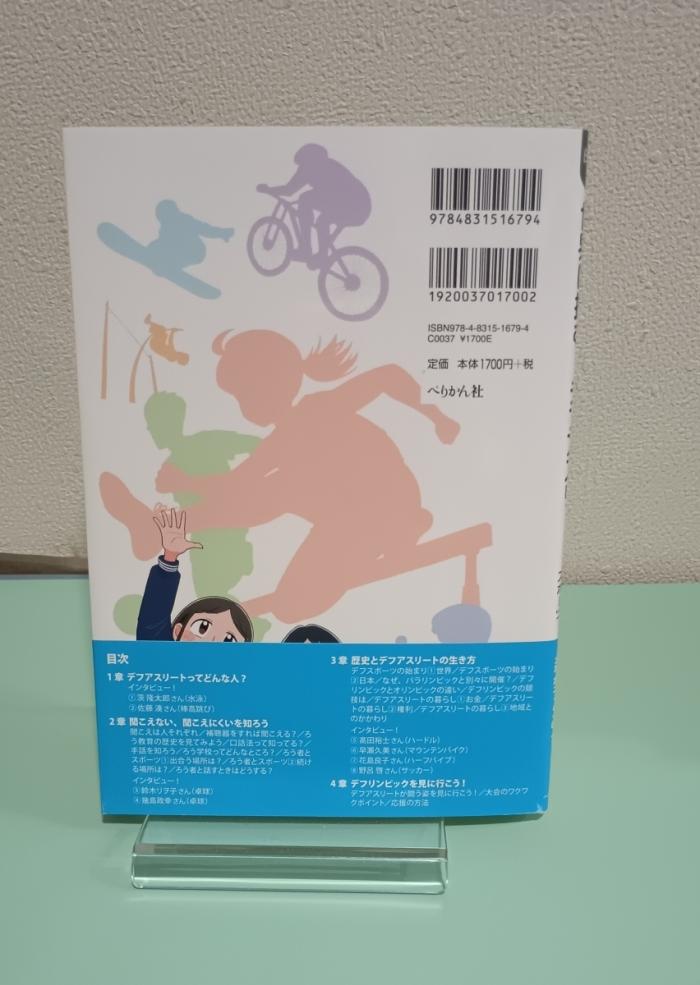 9784831516794
1920037017002
ISBN978-4-8315-1679-4
C0037 ¥1700E
定価 本体1700円+税
ぺりかん社
目次
1章 デフアスリートってどんな人?
インタビュー!
①茨 隆太郎さん(水泳)
②佐藤 湊さん(棒高跳び)
2章 聞こえない、聞こえにくいを知ろう
聞こえは人それぞれ/補聴器をすれば聞こえる?/ろ
う教育の歴史を見てみよう/口話法って知ってる?/
手話を知ろう/ろう学校ってどんなところ?/ろう者と
スポーツ①出合う場所は?/ろう者とスポーツ②続け
る場所は?/ろう者と話すときはどうする?
インタビュー!
③鈴木リヲ子さん(卓球)
④亀島政幸さん(卓球)
3章 歴史とデフアスリートの生き方
デフスポーツの始まり①世界/デフスポーツの始まり
②日本/なぜ、パラリンピックと別々に開催?/デフ
リンピックとオリンピックの違い/デフリンピックの競
技は/デフアスリートの暮らし①お金/デフアスリー
トの暮らし②権利/デフアスリートの暮らし③地域と
のかかわり
インタビュー!
⑤髙田裕士さん(ハードル)
⑥早瀨久美さん(マウンテンバイク)
⑦花島良子さん(ハーフパイプ)
⑧野呂 啓さん(サッカー)
4章 デフリンピックを見に行こう!
デフアスリートが闘う姿を見に行こう!/大会のワクワ
クポイント/応援の方法